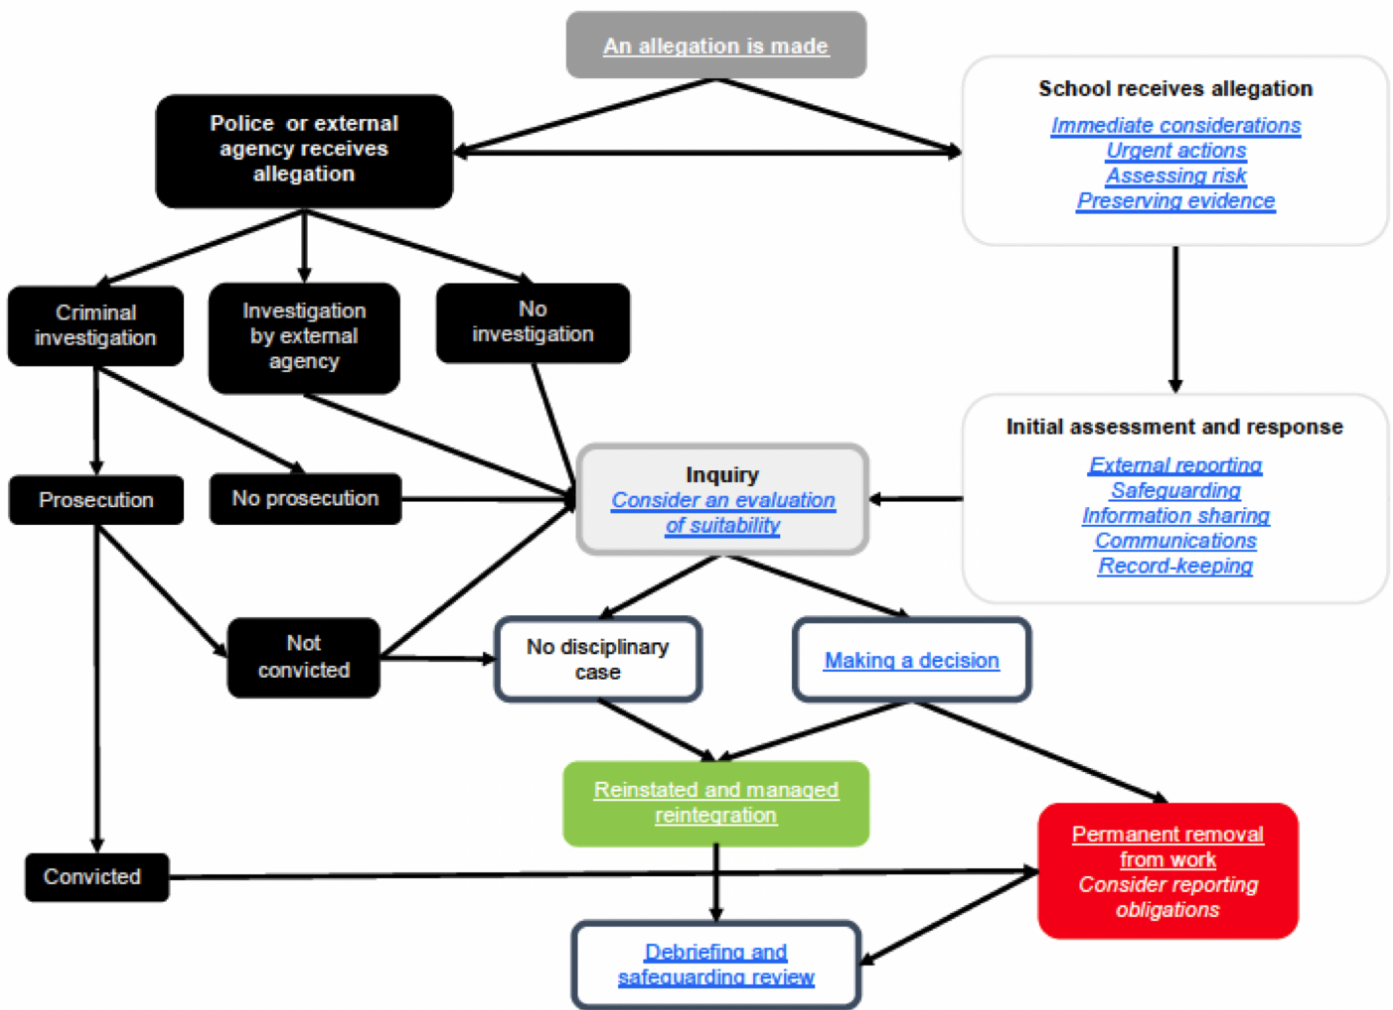 An allegation is made
School receives allegation
Immediate considerations
Urgent actions
Assessing risk
Preserving evidence
Police or external
agency receives
allegation
Criminal
investigation
Investigation
by external
agency
No
investigation
Initial assessment and response
External reporting
Safeguarding
Information sharing
Communications
Record-keeping
Inquiry
Consider an evaluation
of suitability
Prosecution
No prosecution
Not
convicted
No disciplinary
case
Making a decision
Reinstated and managed
reintegration
Permanent removal
from work
Consider reporting
obligations
Convicted
Debriefing and
safeguarding review